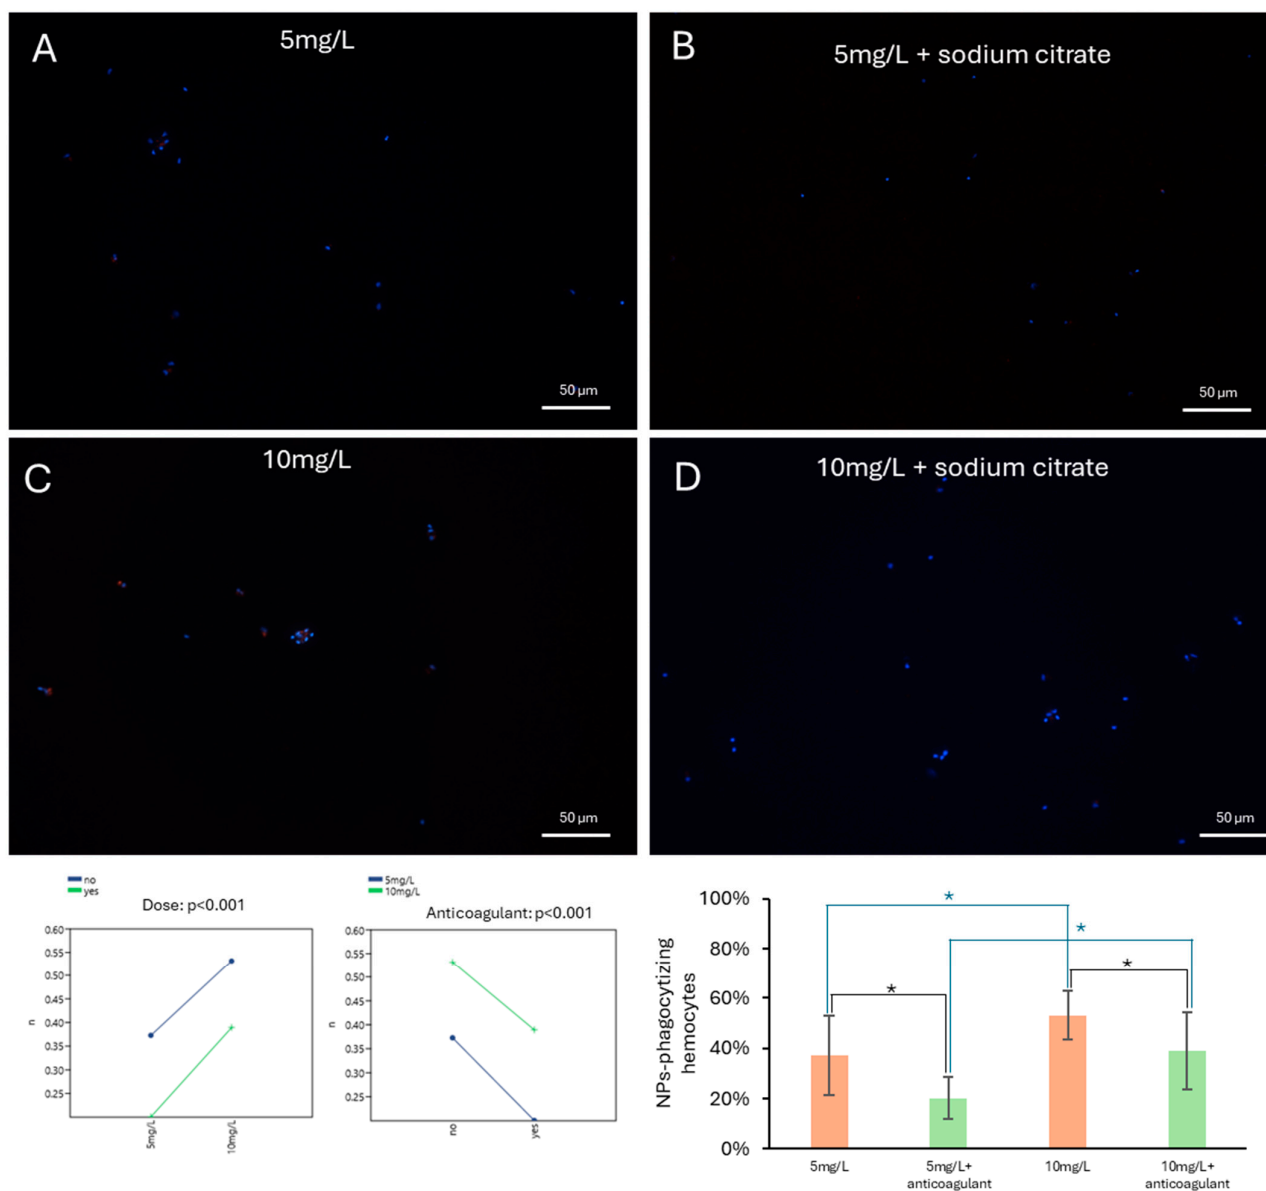 A
5mg/L
B
5mg/L + sodium citrate
50 µm
50 µm
C
10mg/L
D
10mg/L + sodium citrate
50 µm
50 µm
no
yes
Dose: p<0.001
0.60
0.55
0.50
0.45
0.40
0.35
0.30
0.25
n
5mg/L
10mg/L
5mg/L
10mg/L
Anticoagulant: p<0.001
0.60
0.55
0.50
0.45
0.40
0.35
0.30
0.25
n
no
yes
NPs-phagocytizing
hemocytes
100%
80%
60%
40%
20%
0%
*
*
*
*
5mg/L
5mg/L+
anticoagulant
10mg/L
10mg/L+
anticoagulant